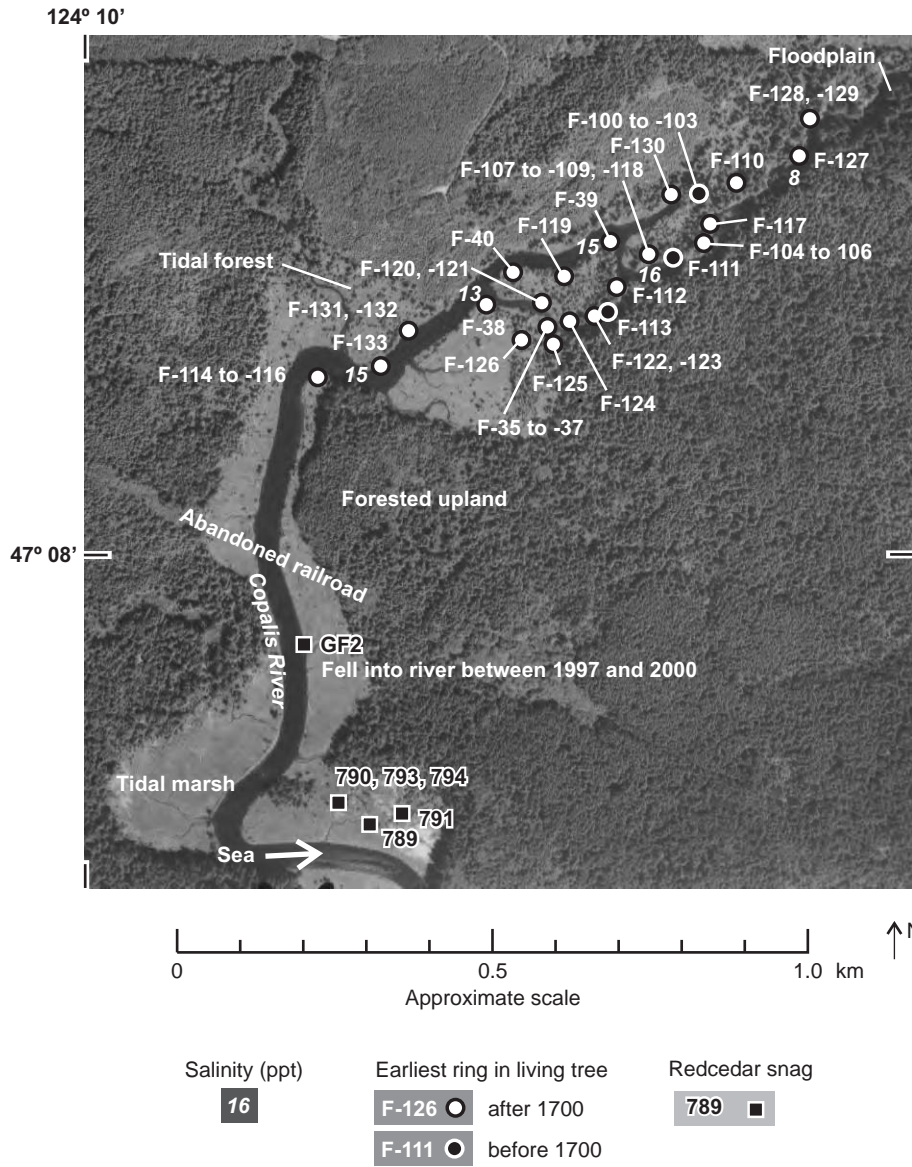 124º 10’
Floodplain
F-128, -129
F-100 to -103
F-130
F-110
F-127
F-107 to -109, -118
8
F-39
F-117
F-119
15
F-104 to 106
F-40
16
F-111
Tidal forest
F-120, -121
F-112
13
F-131, -132
F-38
F-113
F-133
F-126
F-122, -123
F-114 to -116
15
F-125
F-124
F-35 to -37
Forested upland
Abandoned railroad
47º 08’
Copalis River
GF2
Fell into river between 1997 and 2000
Tidal marsh
790, 793, 794
791
789
Sea
N
0 0.5 1.0 km
Approximate scale
Salinity (ppt)
Earliest ring in living tree
Redcedar snag
16
F-126 after 1700
789
F-111 before 1700